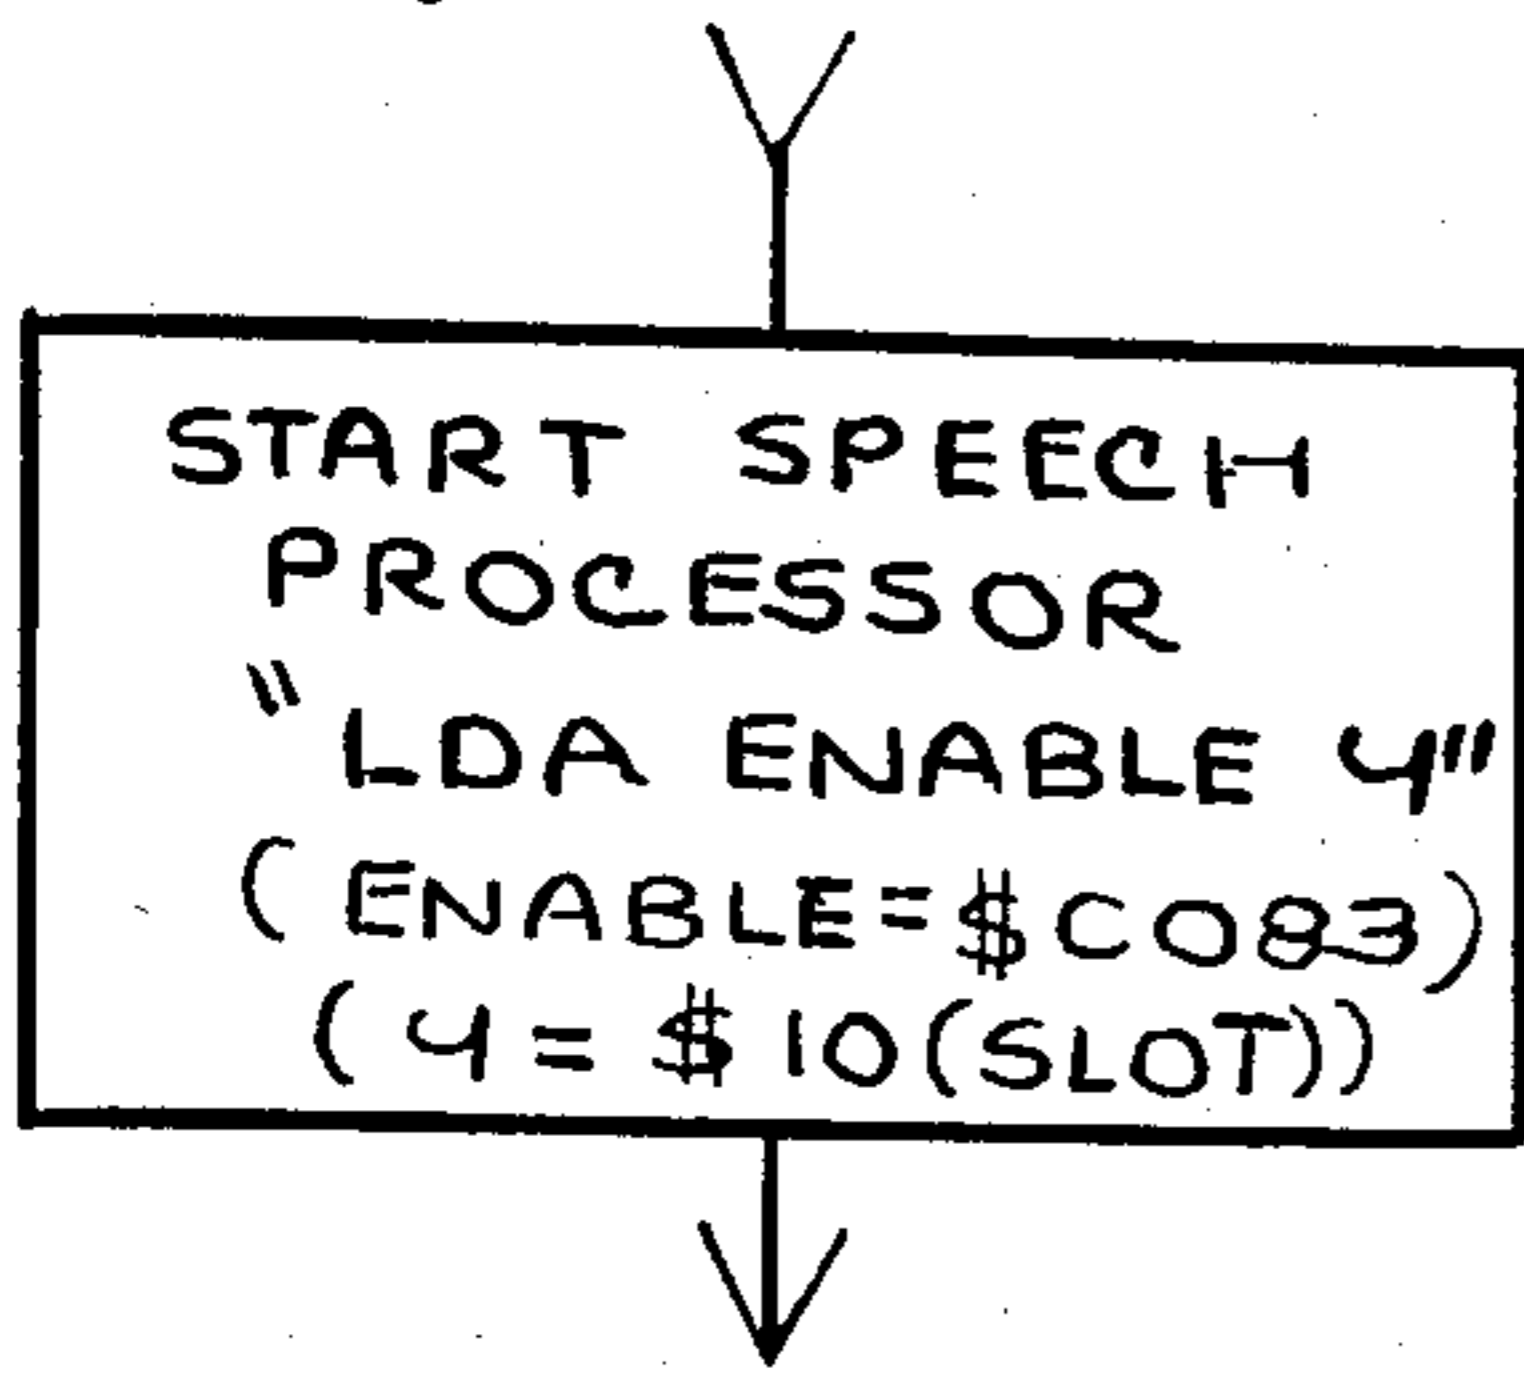 START SPEECH
PROCESSOR
"LDA ENABLE 4"
(ENABLE=$C083)
(4=$10(SLOT))